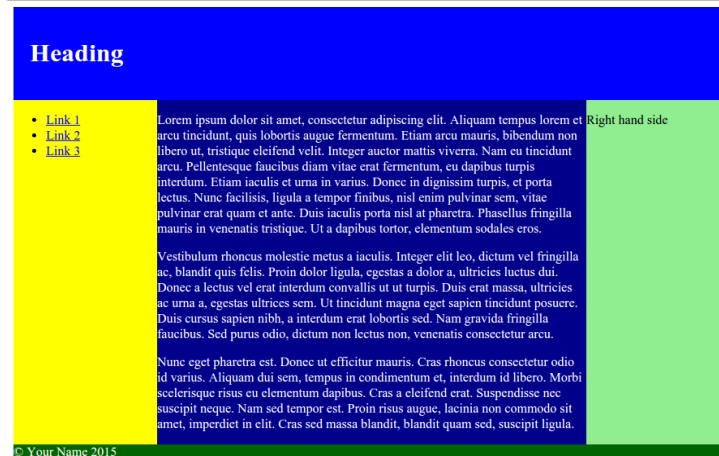 Heading
Link 1
Link 2
Link 3
Lorem ipsum dolor sit amet, consectetur adipiscing elit. Aliquam tempus lorem et
arcu tincidunt, quis lobortis augue fermentum. Etiam arcu mauris, bibendum non
libero ut, tristique eleifend velit. Integer auctor mattis viverra. Nam eu tincidunt
arcu. Pellentesque faucibus diam vitae erat fermentum, eu dapibus turpis
interdum. Etiam iaculis et urna in varius. Donec in dignissim turpis, et porta
lectus. Nunc facilisis, ligula a tempor finibus, nisl enim pulvinar sem, vitae
pulvinar erat quam et ante. Duis iaculis porta nisl at pharetra. Phasellus fringilla
mauris in venenatis tristique. Ut a dapibus tortor, elementum sodales eros.
Vestibulum rhoncus molestie metus a iaculis. Integer elit leo, dictum vel fringilla
ac, blandit quis felis. Proin dolor ligula, egestas a dolor a, ultricies luctus dui.
Donec a lectus vel erat interdum convallis ut ut turpis. Duis erat massa, ultricies
ac urna a, egestas ultrices sem. Ut tincidunt magna eget sapien tincidunt posuere.
Duis cursus sapien nibh, a interdum erat lobortis sed. Nam gravida fringilla
faucibus. Sed purus odio, dictum non lectus non, venenatis consectetur arcu.
Nunc eget pharetra est. Donec ut efficitur mauris. Cras rhoncus consectetur odio
id varius. Aliquam dui sem, tempus in condimentum et, interdum id libero. Morbi
scelerisque risus eu elementum dapibus. Cras a eleifend erat. Suspendisse nec
suscipit neque. Nam sed tempor est. Proin risus augue, lacinia non commodo sit
amet, imperdiet in elit. Cras sed massa blandit, blandit quam sed, suscipit ligula.
Right hand side
© Your Name 2015